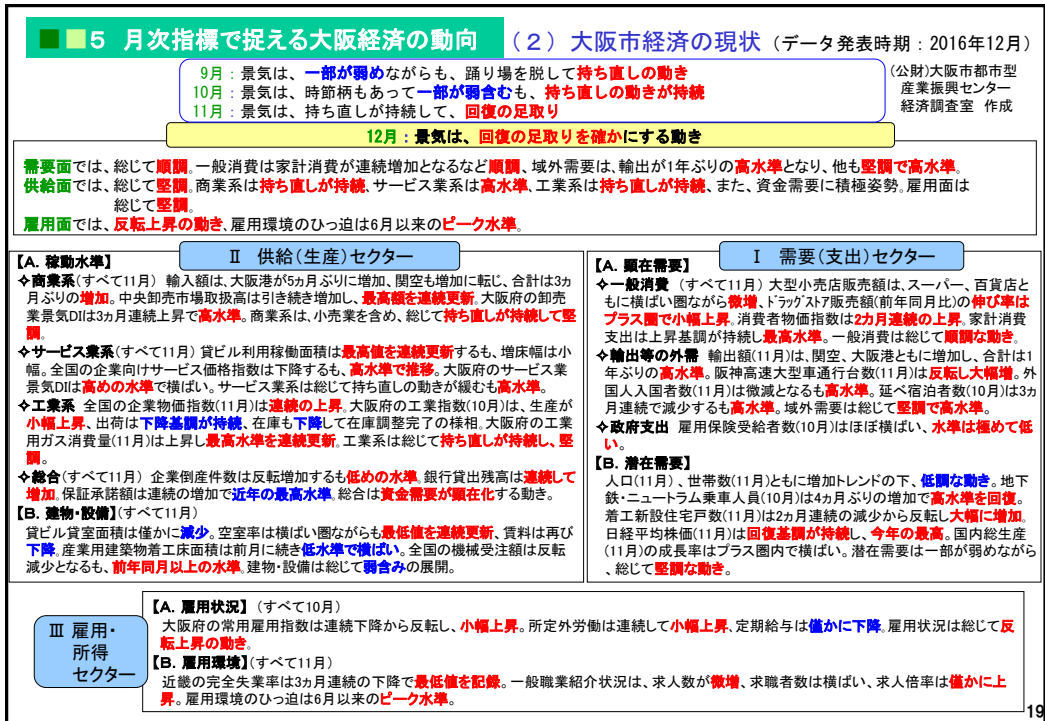 ■■5 月次指標で捉える大阪経済の動向 (2)大阪市経済の現状(データ発表時期:2016年12月)
9月:景気は、一部が弱めながらも、踊り場を脱して持ち直しの動き
10月:景気は、時節柄もあって一部が弱含むも、持ち直しの動きが持続
11月:景気は、持ち直しが持続して、回復の足取り
(公財)大阪市都市型
産業振興センター
経済調査室 作成
12月:景気は、回復の足取りを確かにする動き
需要面では、総じて順調。一般消費は家計消費が連続増加となるなど順調、域外需要は、輸出が1年ぶりの高水準となり、他も堅調で高水準。
供給面では、総じて堅調。商業系は持ち直しが持続、サービス業系は高水準、工業系は持ち直しが持続、また、資金需要に積極姿勢。雇用面は
総じて堅調。
雇用面では、反転上昇の動き、雇用環境のひっ迫は6月以来のピーク水準。
Ⅱ 供給(生産)セクター
【A. 稼動水準】
✧商業系(すべて11月) 輸入額は、大阪港が5ヵ月ぶりに増加、関空も増加に転じ、合計は3ヵ
月ぶりの増加。中央卸売市場取扱高は引き続き増加し、最高額を連続更新。大阪府の卸売
業景気DIは3ヵ月連続上昇で高水準。商業系は、小売業を含め、総じて持ち直しが持続して堅
調。
✧サービス業系(すべて11月) 貸ビル利用稼働面積は最高値を連続更新するも、増床幅は小
幅。全国の企業向けサービス価格指数は下降するも、高水準で推移。大阪府のサービス業
景気DIは高めの水準で横ばい。サービス業系は総じて持ち直しの動きが緩むも高水準。
✧工業系 全国の企業物価指数(11月)は連続の上昇。大阪府の工業指数(10月)は、生産が
小幅上昇、出荷は下降基調が持続、在庫も下降して在庫調整完了の様相。大阪府の工業
用ガス消費量(11月)は上昇し最高水準を連続更新。工業系は総じて持ち直しが持続し、堅
調。
✧総合(すべて11月) 企業倒産件数は反転増加するも低めの水準。銀行貸出残高は連続して
増加。保証承諾額は連続の増加で近年の最高水準。総合は資金需要が顕在化する動き。
【B. 建物・設備】(すべて11月)
貸ビル貸室面積は僅かに減少。空室率は横ばい圏ながらも最低値を連続更新、賃料は再び
下降。産業用建築物着工床面積は前月に続き低水準で横ばい。全国の機械受注額は反転
減少となるも、前年同月以上の水準。建物・設備は総じて弱含みの展開。
Ⅰ 需要(支出)セクター
【A. 顕在需要】
✧一般消費 (すべて11月) 大型小売店販売額は、スーパー、百貨店と
もに横ばい圏ながら微増、ドラッグストア販売額(前年同月比)の伸び率は
プラス圏で小幅上昇。消費者物価指数は2カ月連続の上昇。家計消費
支出は上昇基調が持続し最高水準。一般消費は総じて順調な動き。
✧輸出等の外需 輸出額(11月)は、関空、大阪港ともに増加し、合計は1
年ぶりの高水準。阪神高速大型車通行台数(11月)は反転し大幅増。外
国人入国者数(11月)は微減となるも高水準。延べ宿泊者数(10月)は3ヵ
月連続で減少するも高水準。域外需要は総じて堅調で高水準。
✧政府支出 雇用保険受給者数(10月)はほぼ横ばい、水準は極めて低
い。
【B. 潜在需要】
人口(11月)、世帯数(11月)ともに増加トレンドの下、低調な動き。地下
鉄・ニュートラム乗車人員(10月)は4ヵ月ぶりの増加で高水準を回復。
着工新設住宅戸数(11月)は2ヵ月連続の減少から反転し大幅に増加。
日経平均株価(11月)は回復基調が持続し、今年の最高。国内総生産
(11月)の成長率はプラス圏内で横ばい。潜在需要は一部が弱めながら
、総じて堅調な動き。
Ⅲ 雇用・
所得
セクター
【A. 雇用状況】 (すべて10月)
大阪府の常用雇用指数は連続下降から反転し、小幅上昇。所定外労働は連続して小幅上昇、定期給与は僅かに下降。雇用状況は総じて反
転上昇の動き。
【B. 雇用環境】(すべて11月)
近畿の完全失業率は3ヵ月連続の下降で最低値を記録。一般職業紹介状況は、求人数が微増、求職者数は横ばい、求人倍率は僅かに上
昇。雇用環境のひっ迫は6月以来のピーク水準。
19